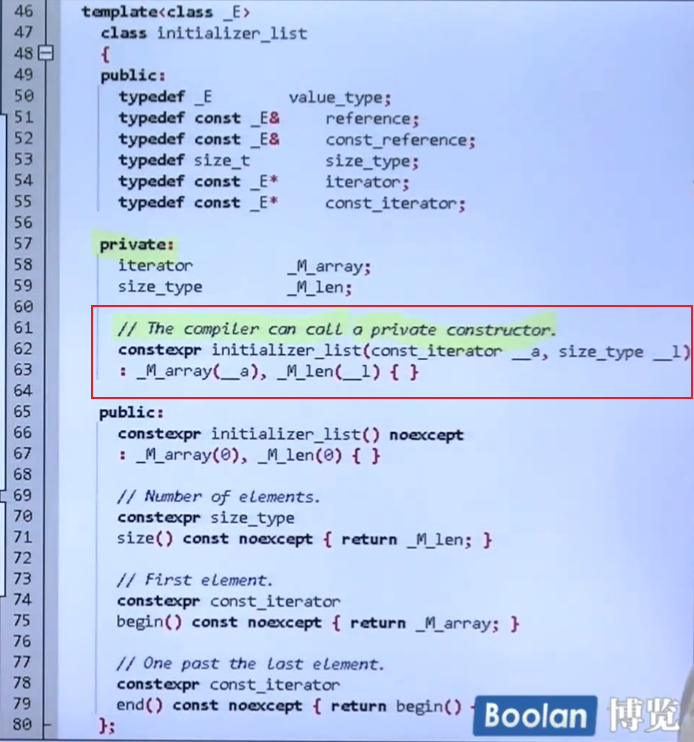 46 template<class _E>
47 class initializer_list
48 {
49 public:
50 typedef _E value_type;
51 typedef const _E& reference;
52 typedef const _E& const_reference;
53 typedef size_t size_type;
54 typedef const _E* iterator;
55 typedef const _E* const_iterator;
56
57 private:
58 iterator _M_array;
59 size_type _M_len;
60
61 // The compiler can call a private constructor.
62 constexpr initializer_list(const_iterator __a, size_type __l)
63 : _M_array(__a), _M_len(__l) { }
64
65 public:
66 constexpr initializer_list() noexcept
67 : _M_array(0), _M_len(0) { }
68
69 // Number of elements.
70 constexpr size_type
71 size() const noexcept { return _M_len; }
72
73 // First element.
74 constexpr const_iterator
75 begin() const noexcept { return _M_array; }
76
77 // One past the last element.
78 constexpr const_iterator
79 end() const noexcept { return begin()
80 };
Boolan 博览